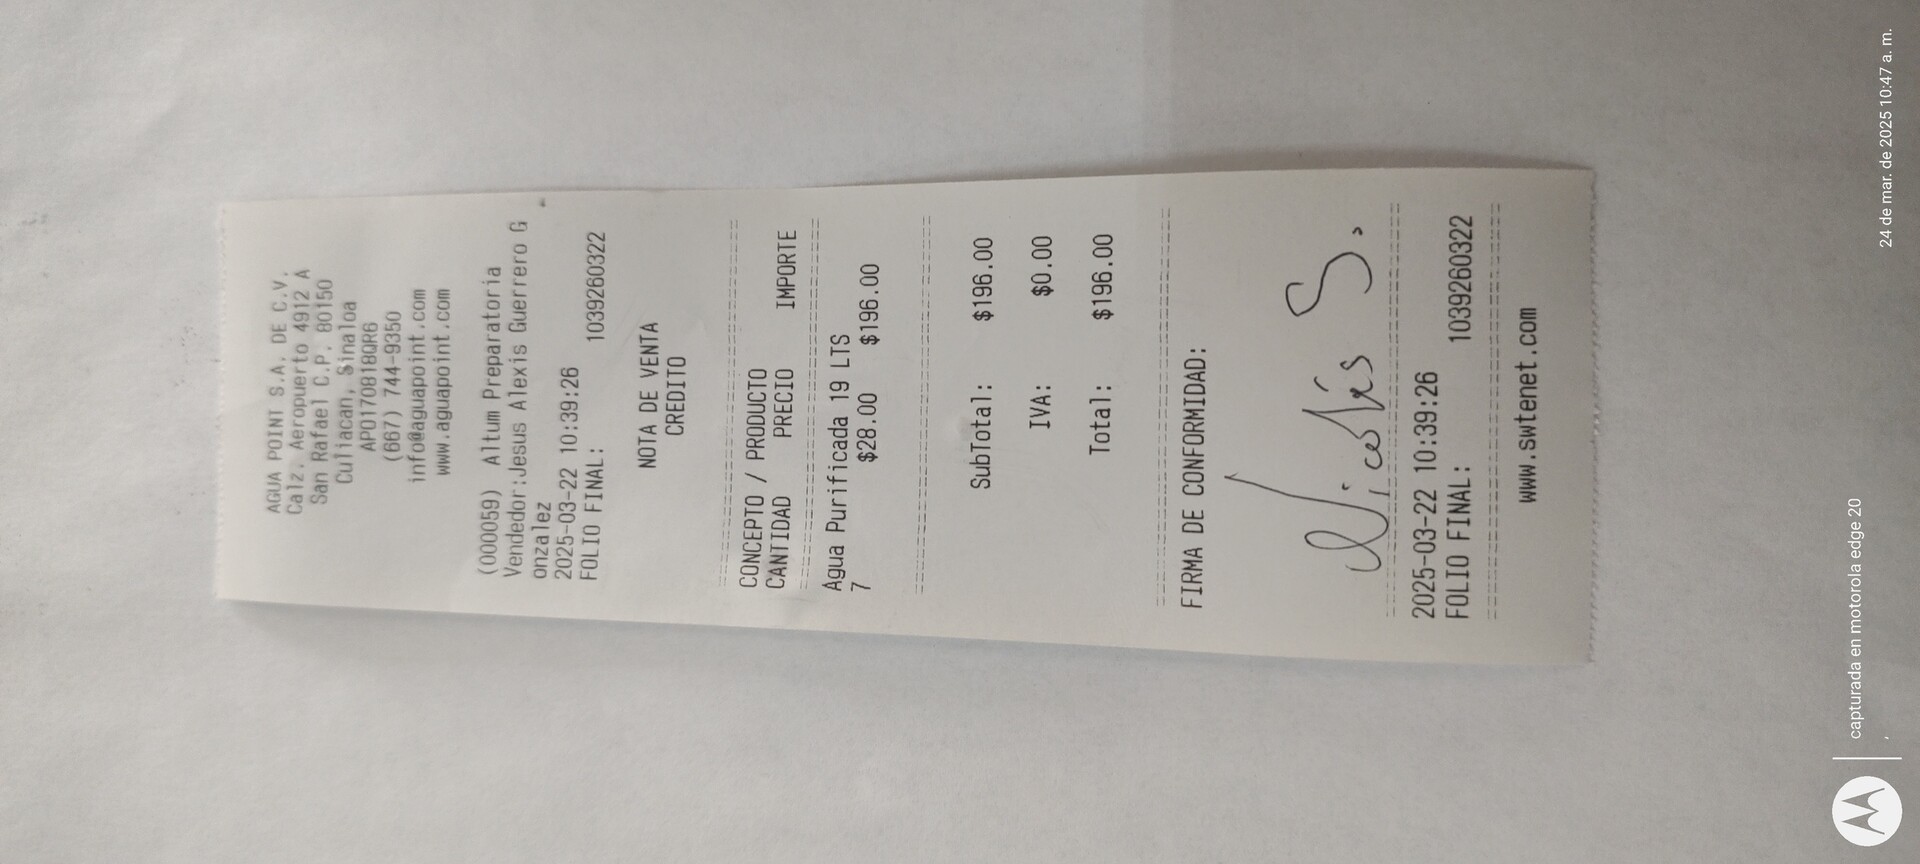 AGUA POINT S.A. DE C.V.
Calz. Aeropuerto 4912 A
San Rafael C.P. 80150
Culiacan, Sinaloa
APO170818QR6
(667) 744-9350
info@aguapoint.com
www.aguapoint.com
(000059) Altum Preparatoria
Vendedor:Jesus Alexis Guerrero G
onzalez
2025-03-22 10:39:26
FOLIO FINAL: 1039260322
NOTA DE VENTA
CREDITO
CONCEPTO / PRODUCTO
CANTIDAD PRECIO IMPORTE
Agua Purificada 19 LTS
7 $28.00 $196.00
SubTotal: $196.00
IVA: $0.00
Total: $196.00
FIRMA DE CONFORMIDAD:
S.
2025-03-22 10:39:26
FOLIO FINAL: 1039260322
www.swtenet.com
capturada en motorola edge 20
24 de mar. de 2025 10:47 a. m.